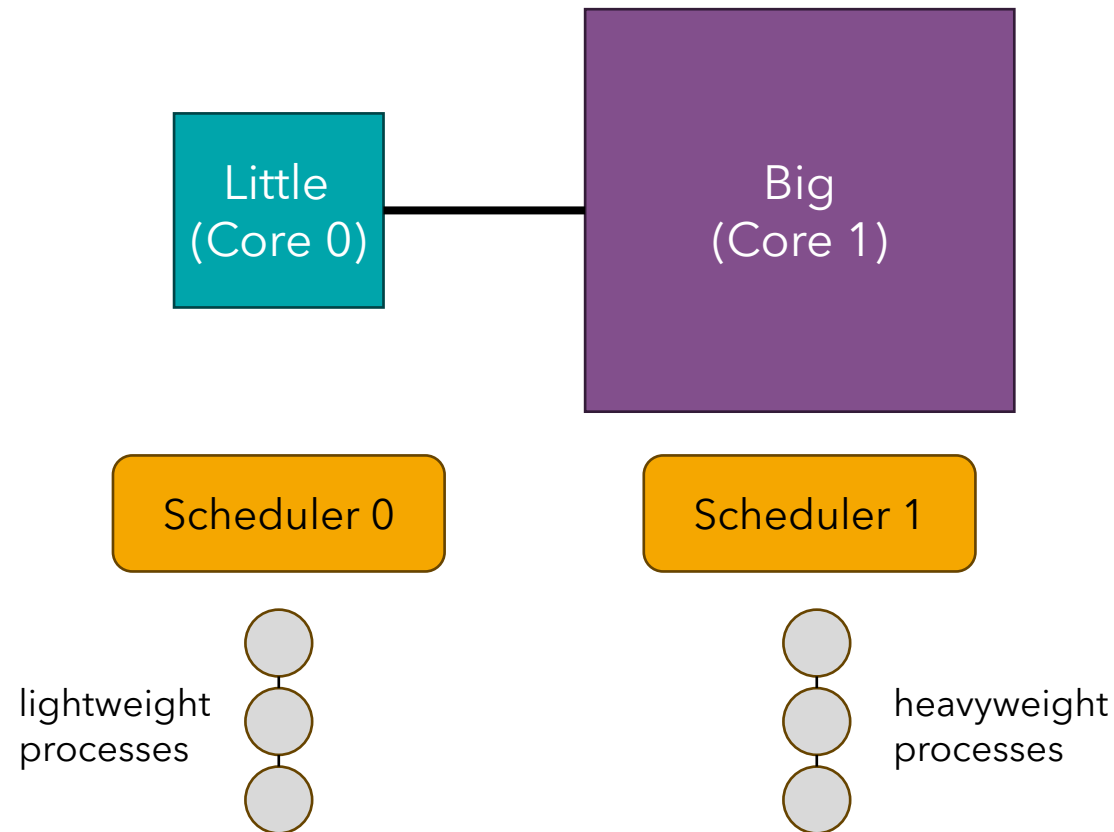 Little
(Core 0)
Big
(Core 1)
Scheduler 0
Scheduler 1
lightweight
processes
heavyweight
processes